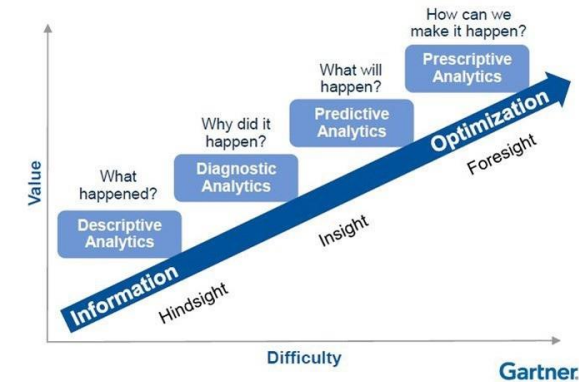 How can we
make it happen?
Prescriptive
Analytics
What will
happen?
Predictive
Analytics
Optimization
Why did it
happen?
Foresight
Diagnostic
Analytics
What
happened?
Insight
Descriptive
Analytics
Value
Information
Hindsight
Difficulty
Gartner